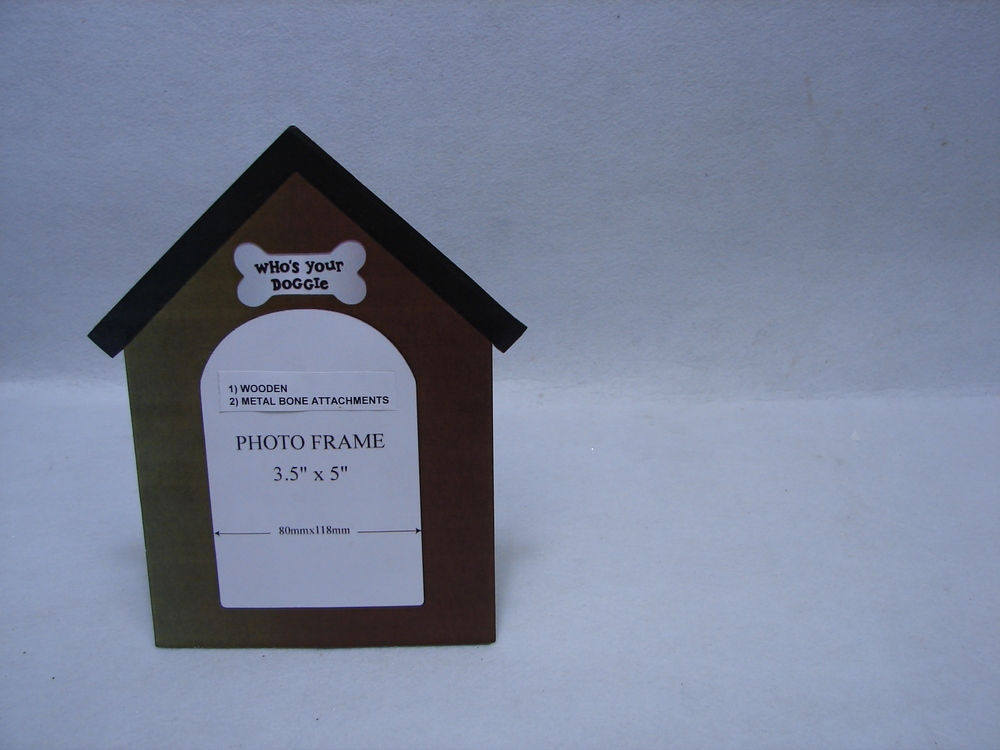 WHO'S YOUR
DOGGIE
1) WOODEN
2) METAL BONE ATTACHMENTS
PHOTO FRAME
3.5" x 5"
80mmx118mm